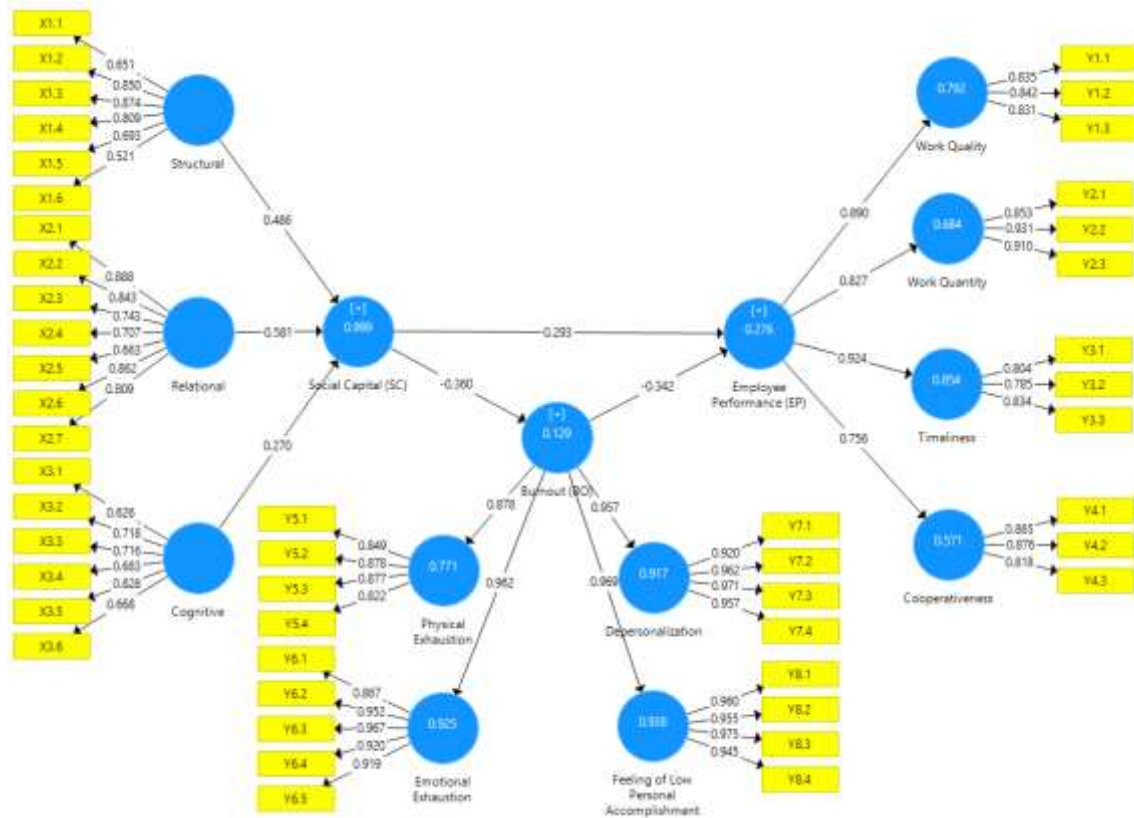 X1.1
X1.2
X1.3
X1.4
X1.5
X1.6
0.651
0.850
0.874
0.809
0.693
0.521
Structural
0.486
X2.1
X2.2
X2.3
X2.4
X2.5
X2.6
X2.7
0.888
0.843
0.743
0.707
0.663
0.862
0.809
Relational
0.581
X3.1
X3.2
X3.3
X3.4
X3.5
X3.6
0.626
0.718
0.716
0.683
0.828
0.666
Cognitive
0.270
[+]
0.999
Social Capital (SC)
0.293
-0.360
[+]
0.129
Burnout (BO)
-0.342
[+]
0.276
Employee
Performance (EP)
0.890
0.827
0.924
0.756
0.792
Work Quality
0.835
0.842
0.831
Y1.1
Y1.2
Y1.3
0.684
Work Quantity
0.853
0.931
0.910
Y2.1
Y2.2
Y2.3
0.854
Timeliness
0.804
0.785
0.834
Y3.1
Y3.2
Y3.3
0.571
Cooperativeness
0.865
0.876
0.818
Y4.1
Y4.2
Y4.3
0.878
0.962
0.957
0.969
Y5.1
Y5.2
Y5.3
Y5.4
0.849
0.878
0.877
0.822
0.771
Physical
Exhaustion
Y6.1
Y6.2
Y6.3
Y6.4
Y6.5
0.887
0.952
0.967
0.920
0.919
0.925
Emotional
Exhaustion
0.917
Depersonalization
0.920
0.962
0.971
0.957
Y7.1
Y7.2
Y7.3
Y7.4
Feeling of Low
Personal
Accomplishment
0.960
0.955
0.975
0.945
Y8.1
Y8.2
Y8.3
Y8.4